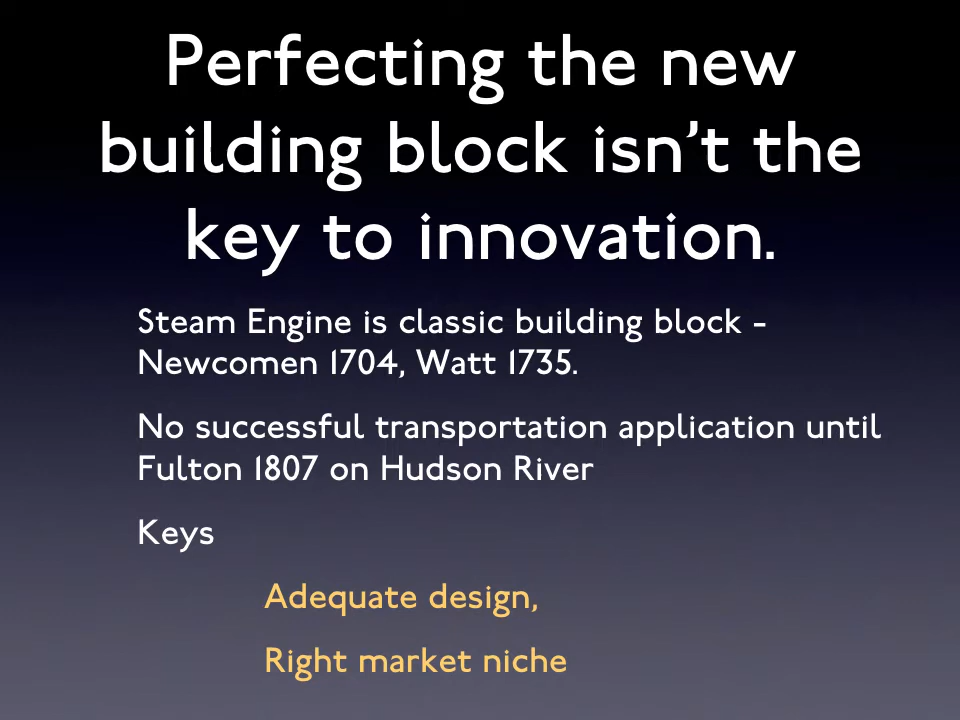 Perfecting the new
building block isn’t the
key to innovation.
Steam Engine is classic building block -
Newcomen 1704, Watt 1735.
No successful transportation application until
Fulton 1807 on Hudson River
Keys
Adequate design,
Right market niche